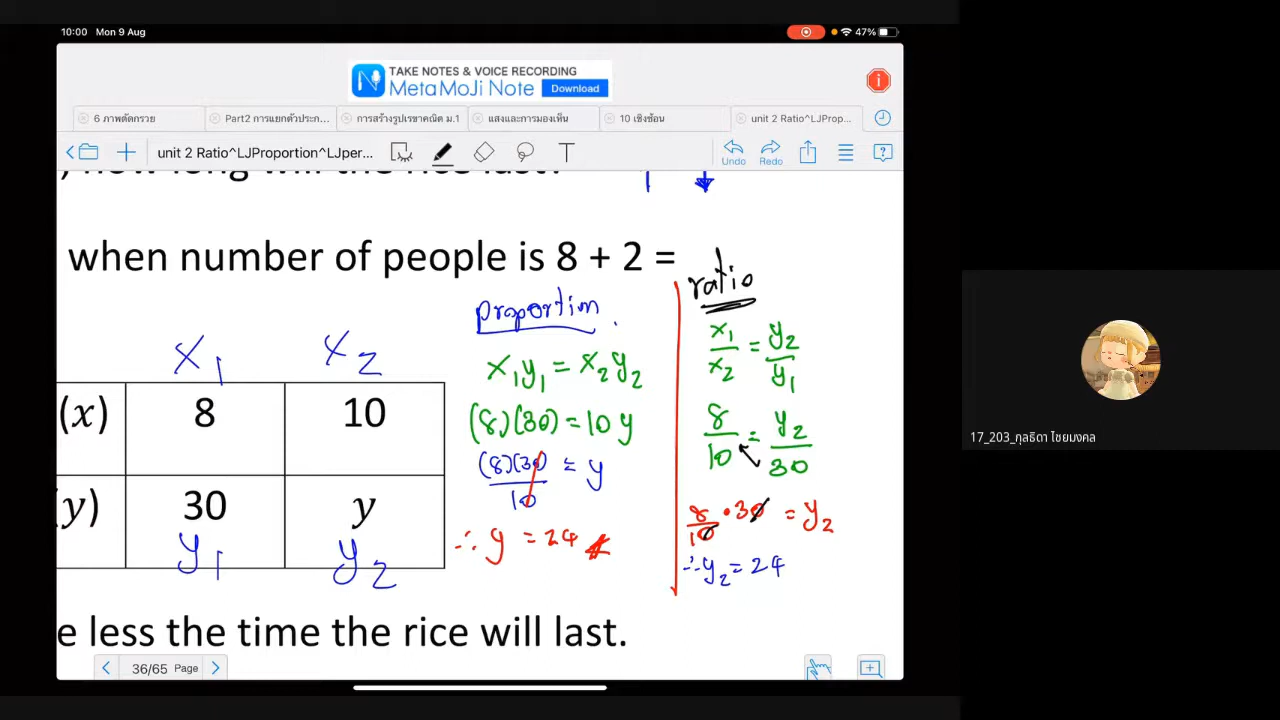 10:00 Mon 9 Aug
47%
TAKE NOTES & VOICE RECORDING
MetaMoJi Note Download
6 ภาพตัดกรวย
Part2 การแยกตัวประก...
การสร้างรูปเรขาคณิต ม.1
แสงและการมองเห็น
10 เชิงซ้อน
unit 2 Ratio^LJProp...
unit 2 Ratio^LJProportion^LJper...
T
Undo
Redo
, how long will the rice last?
when number of people is 8 + 2 =
x₁
x₂
(x) 8 10
(y) 30 y
y₁
y₂
proportion
x₁y₁ = x₂y₂
(8)(30) = 10y
(8)(30)/10 = y
∴ y = 24
ratio
x₁/x₂ = y₂/y₁
8/10 = y₂/30
8/10 · 30 = y₂
∴ y₂ = 24
e less the time the rice will last.
36/65 Page
17_203_กุลธิดา ไชยมงคล